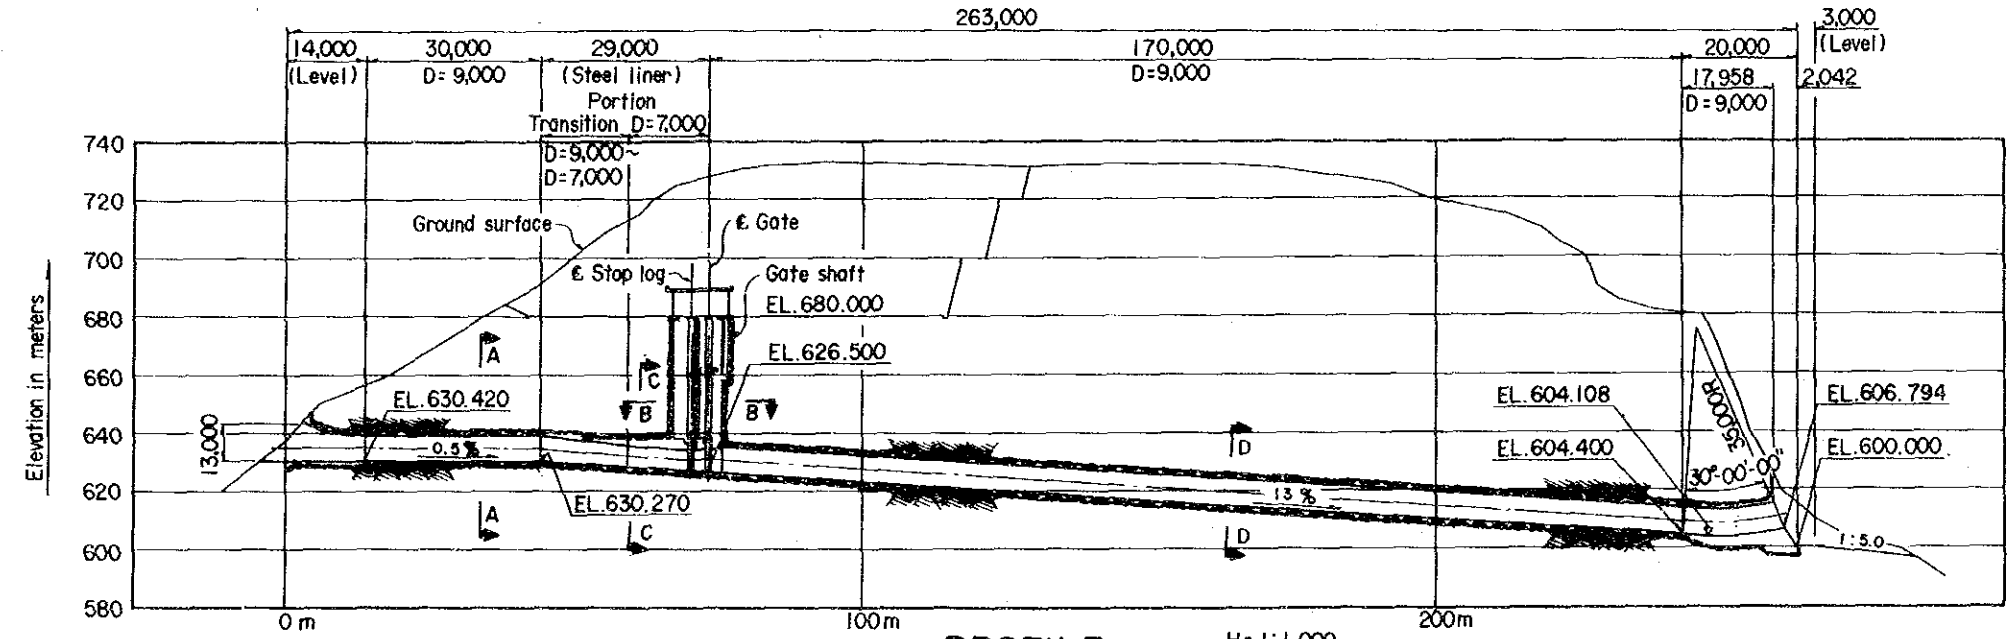 263,000
3,000
14,000 30,000 29,000 170,000 20,000 (Level)
(Level) D=9,000 (Steel liner) D=9,000 17,958 2,042
Portion D=9,000
Transition D=7,000
D=9,000~
D=7,000
740
720
700
680
660
640
620
600
580
Elevation in meters
Ground surface
℄ Gate
℄ Stop log
Gate shaft
EL.680.000
A
C
EL.626.500
EL.630.420
B B
EL.604.108
EL.606.794
35,000R
13,000
0.5%
D
EL.604.400
30°-00'-00"
EL.600.000
13%
EL.630.270
A
C
D
1:5.0
0m 100m 200m